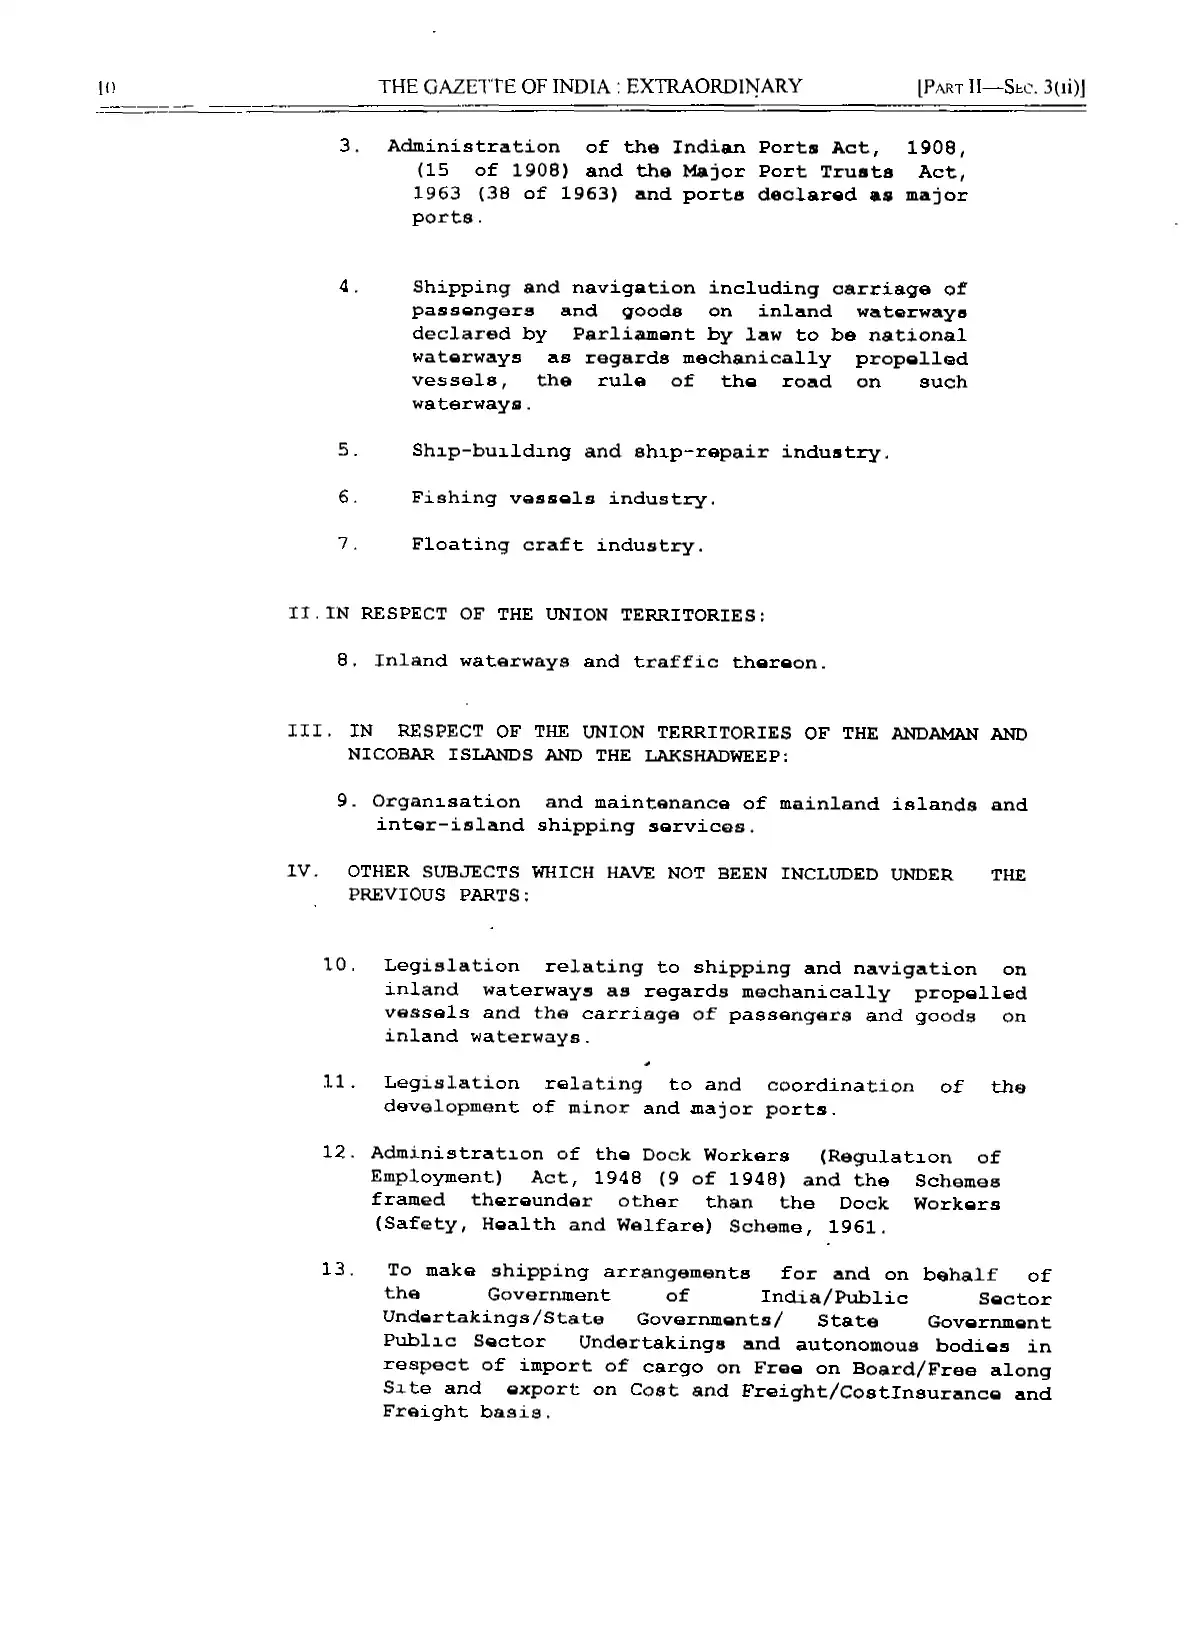 10 THE GAZETTE OF INDIA : EXTRAORDINARY [PART II—SEC. 3(ii)]
3. Administration of the Indian Ports Act, 1908,
(15 of 1908) and the Major Port Trusts Act,
1963 (38 of 1963) and ports declared as major
ports.
4. Shipping and navigation including carriage of
passengers and goods on inland waterways
declared by Parliament by law to be national
waterways as regards mechanically propelled
vessels, the rule of the road on such
waterways.
5. Ship-building and ship-repair industry.
6. Fishing vessels industry.
7. Floating craft industry.
II. IN RESPECT OF THE UNION TERRITORIES:
8. Inland waterways and traffic thereon.
III. IN RESPECT OF THE UNION TERRITORIES OF THE ANDAMAN AND
NICOBAR ISLANDS AND THE LAKSHADWEEP:
9. Organisation and maintenance of mainland islands and
inter-island shipping services.
IV. OTHER SUBJECTS WHICH HAVE NOT BEEN INCLUDED UNDER THE
PREVIOUS PARTS:
10. Legislation relating to shipping and navigation on
inland waterways as regards mechanically propelled
vessels and the carriage of passengers and goods on
inland waterways.
11. Legislation relating to and coordination of the
development of minor and major ports.
12. Administration of the Dock Workers (Regulation of
Employment) Act, 1948 (9 of 1948) and the Schemes
framed thereunder other than the Dock Workers
(Safety, Health and Welfare) Scheme, 1961.
13. To make shipping arrangements for and on behalf of
the Government of India/Public Sector
Undertakings/State Governments/ State Government
Public Sector Undertakings and autonomous bodies in
respect of import of cargo on Free on Board/Free along
Site and export on Cost and Freight/CostInsurance and
Freight basis.